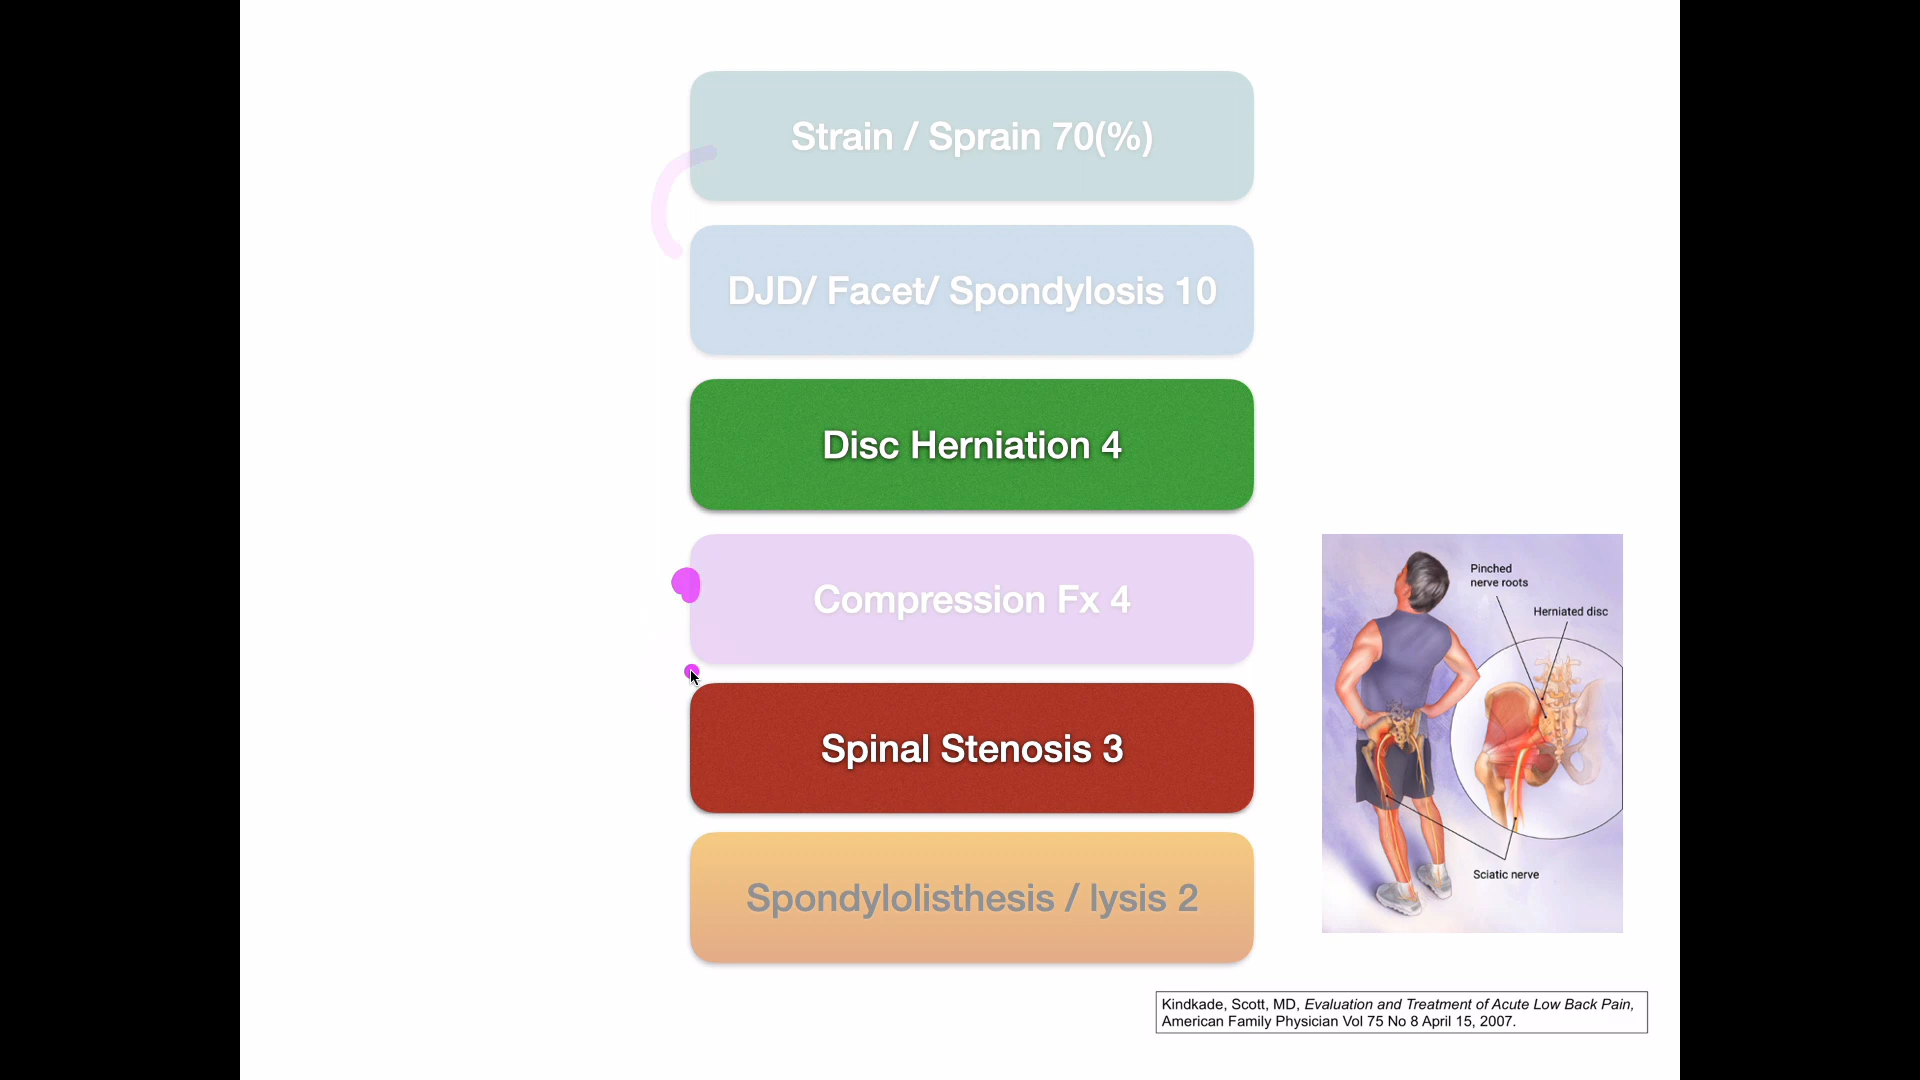 Strain / Sprain 70(%)
DJD/ Facet/ Spondylosis 10
Disc Herniation 4
Compression Fx 4
Spinal Stenosis 3
Spondylolisthesis / lysis 2
Pinched
nerve roots
Herniated disc
Sciatic nerve
Kindkade, Scott, MD, Evaluation and Treatment of Acute Low Back Pain,
American Family Physician Vol 75 No 8 April 15, 2007.